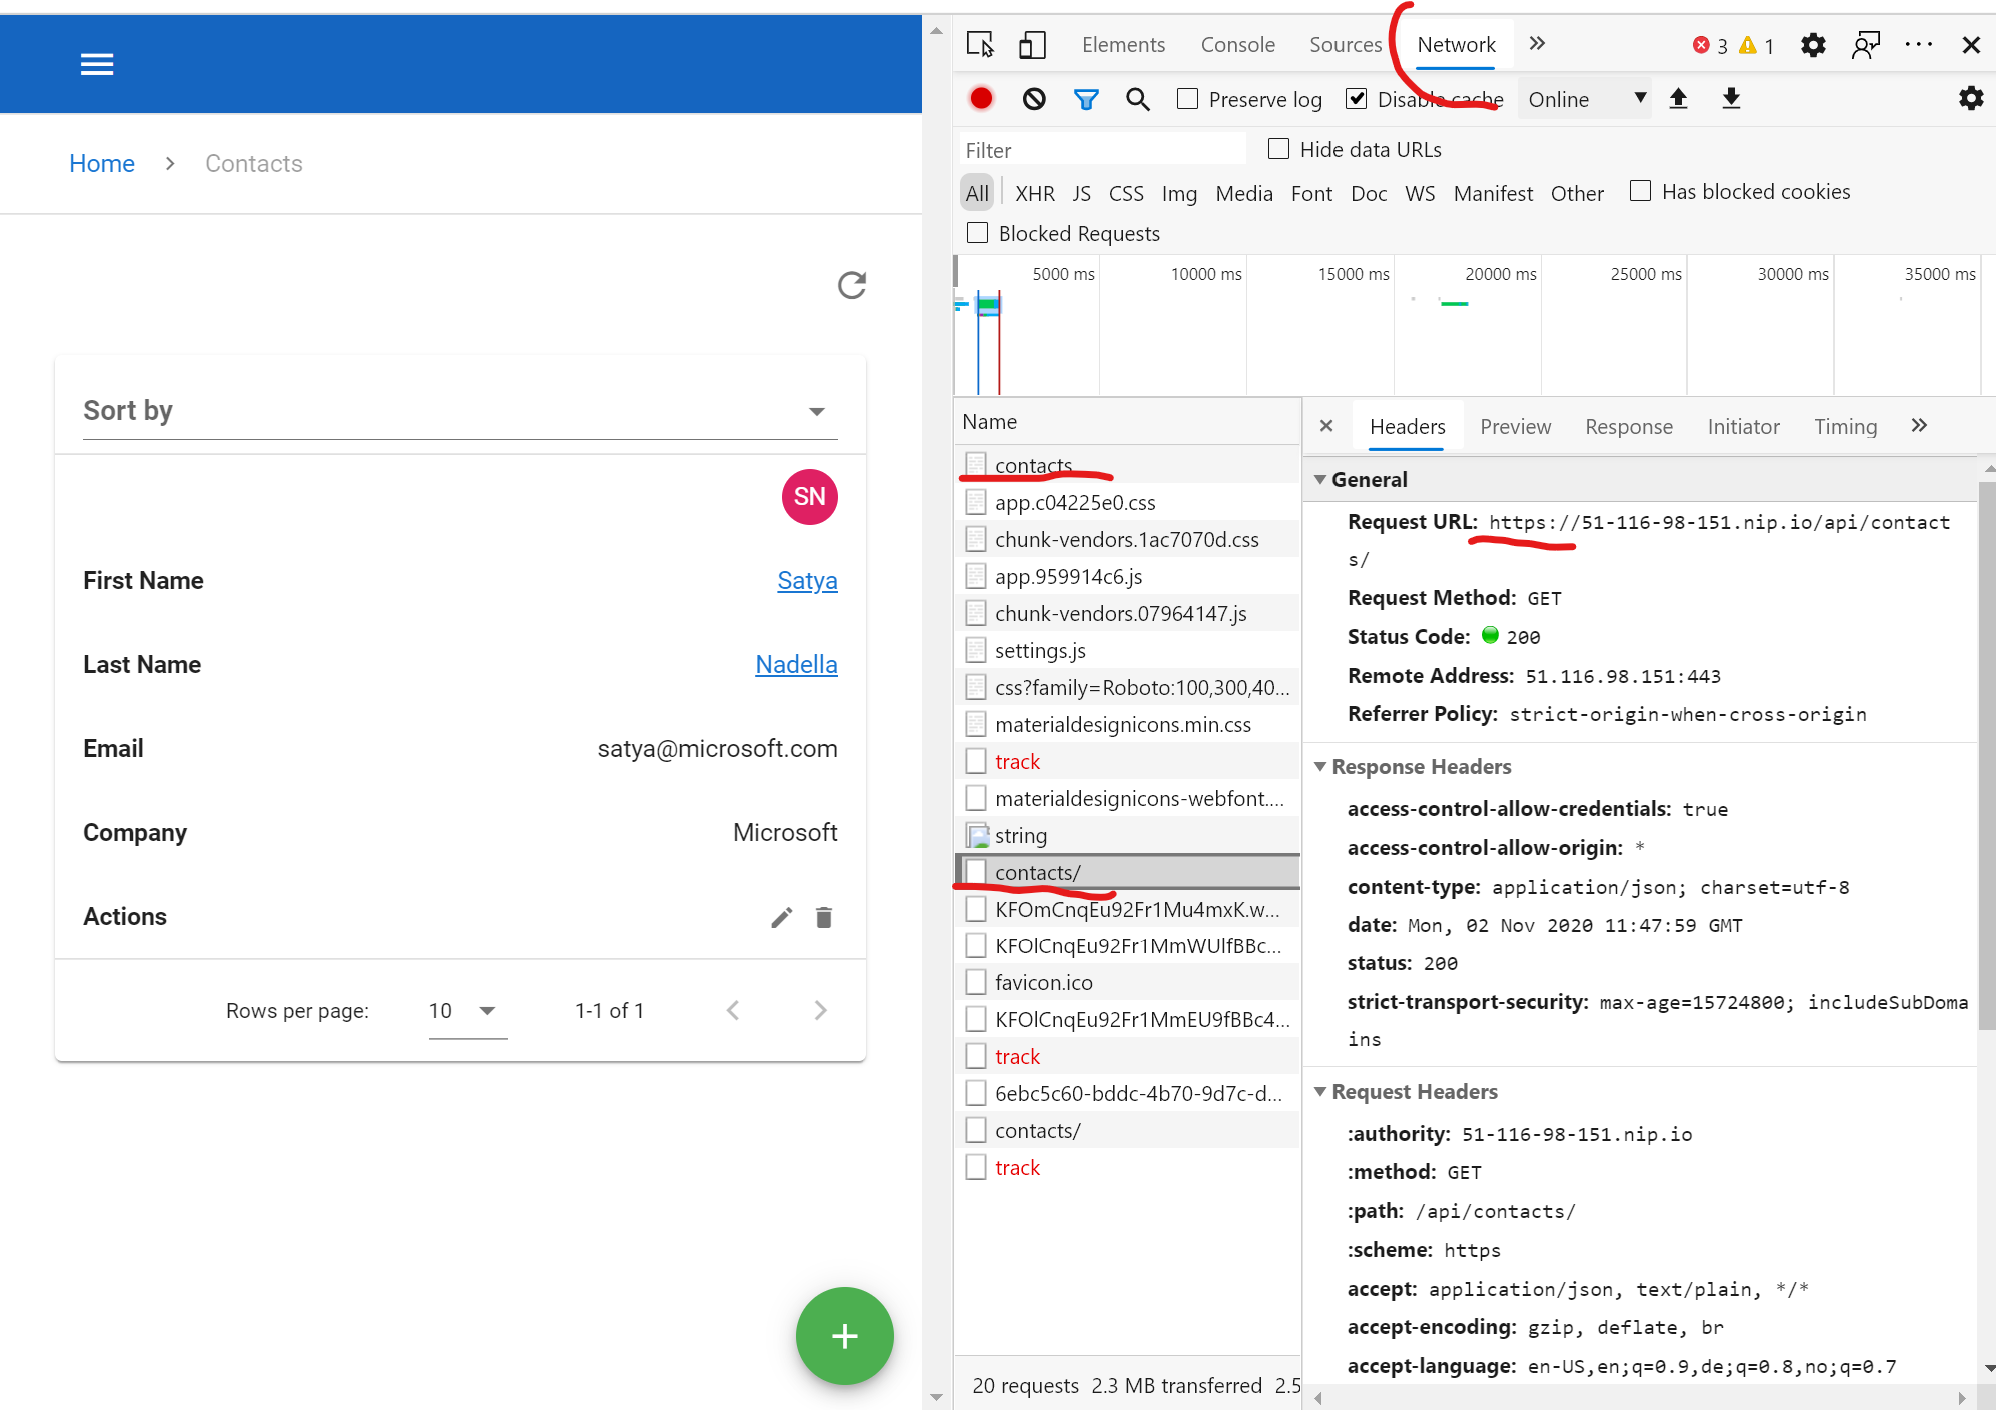 Home > Contacts
Sort by
SN
First Name Satya
Last Name Nadella
Email satya@microsoft.com
Company Microsoft
Actions
Rows per page: 10 1-1 of 1
Elements Console Sources Network 3 1
Preserve log Disable cache Online
Filter Hide data URLs
All XHR JS CSS Img Media Font Doc WS Manifest Other Has blocked cookies
Blocked Requests
5000 ms 10000 ms 15000 ms 20000 ms 25000 ms 30000 ms 35000 ms
Name
contacts
app.c04225e0.css
chunk-vendors.1ac7070d.css
app.959914c6.js
chunk-vendors.07964147.js
settings.js
css?family=Roboto:100,300,40...
materialdesignicons.min.css
track
materialdesignicons-webfont....
string
contacts/
KFOmCnqEu92Fr1Mu4mxK.w...
KFOlCnqEu92Fr1MmWUlfBBc...
favicon.ico
KFOlCnqEu92Fr1MmEU9fBBc4...
track
6ebc5c60-bddc-4b70-9d7c-d...
contacts/
track
20 requests 2.3 MB transferred 2.5
Headers Preview Response Initiator Timing
General
Request URL: https://51-116-98-151.nip.io/api/contact
s/
Request Method: GET
Status Code: 200
Remote Address: 51.116.98.151:443
Referrer Policy: strict-origin-when-cross-origin
Response Headers
access-control-allow-credentials: true
access-control-allow-origin: *
content-type: application/json; charset=utf-8
date: Mon, 02 Nov 2020 11:47:59 GMT
status: 200
strict-transport-security: max-age=15724800; includeSubDoma
ins
Request Headers
:authority: 51-116-98-151.nip.io
:method: GET
:path: /api/contacts/
:scheme: https
accept: application/json, text/plain, */*
accept-encoding: gzip, deflate, br
accept-language: en-US,en;q=0.9,de;q=0.8,no;q=0.7